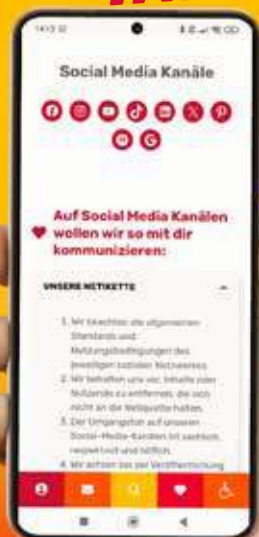 Social Media Kanäle
Auf Social Media Kanälen
wollen wir so mit dir
kommunizieren:
UNSERE NETIKETTE
1. Wir beachten die allgemeinen
Standards und
Nutzungsbedingungen des
jeweiligen sozialen Netzwerkes.
2. Wir behalten uns vor, Inhalte oder
Nutzende zu entfernen, die sich
nicht an die Netiquette halten.
3. Der Umgangston auf unseren
Social-Media-Kanälen ist sachlich,
respektvoll und höflich.
4. Wir achten bei der Veröffentlichung